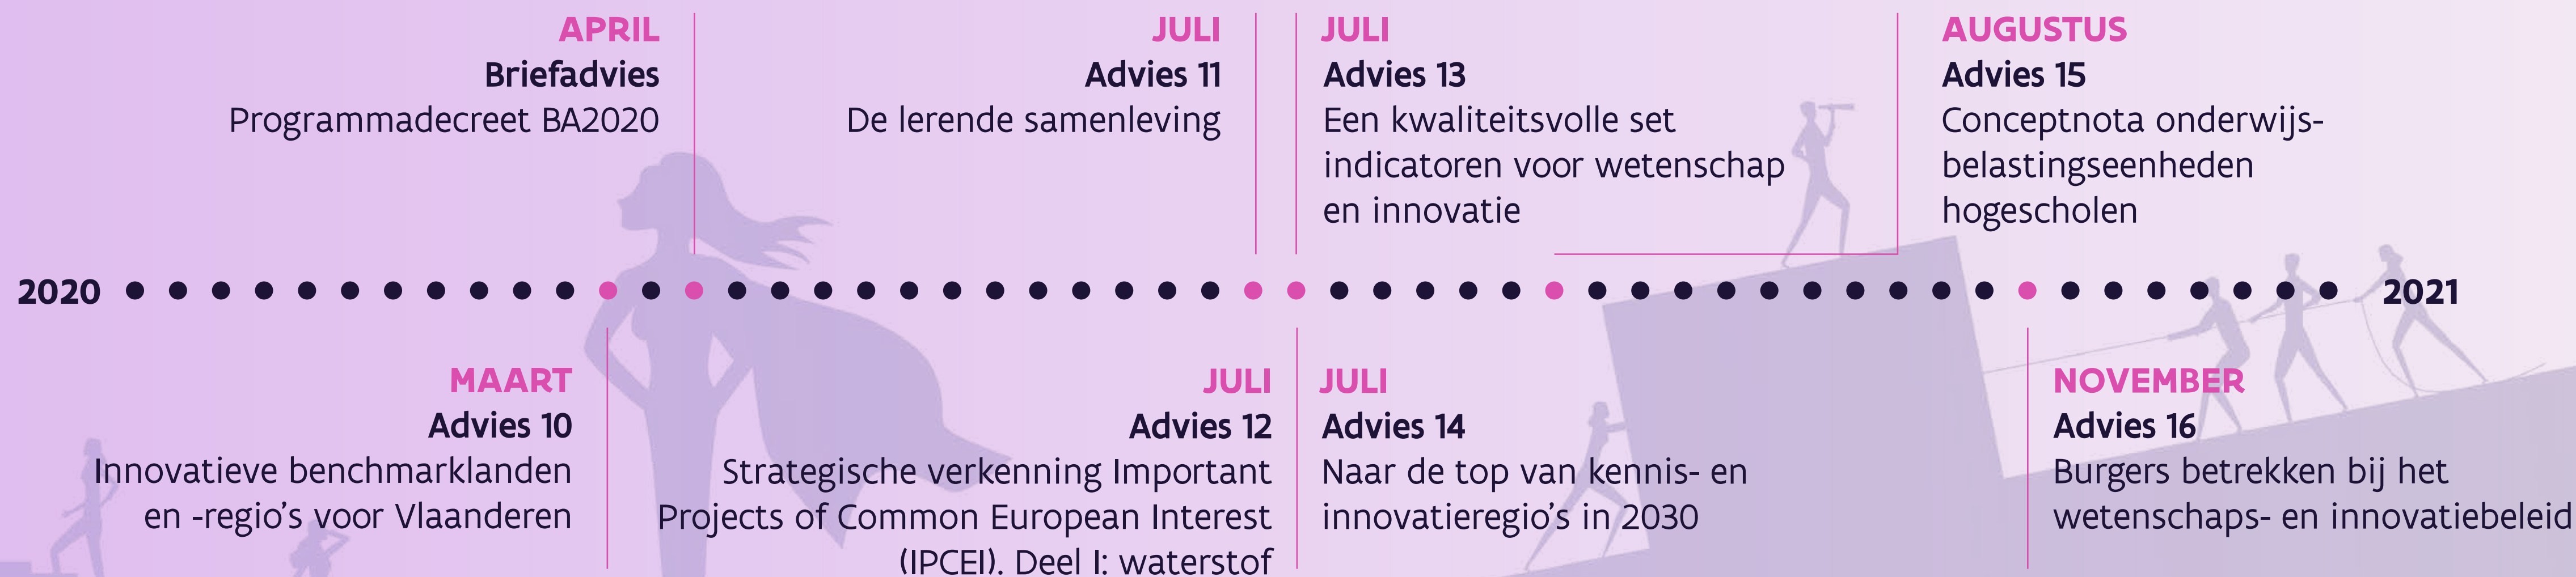 APRIL
Briefadvies
Programmadecreet BA2020
JULI
Advies 11
De lerende samenleving
JULI
Advies 13
Een kwaliteitsvolle set
indicatoren voor wetenschap
en innovatie
AUGUSTUS
Advies 15
Conceptnota onderwijs-
belastingseenheden
hogescholen
2020
2021
MAART
Advies 10
Innovatieve benchmarklanden
en -regio’s voor Vlaanderen
JULI
Advies 12
Strategische verkenning Important
Projects of Common European Interest
(IPCEI). Deel I: waterstof
JULI
Advies 14
Naar de top van kennis- en
innovatieregio’s in 2030
NOVEMBER
Advies 16
Burgers betrekken bij het
wetenschaps- en innovatiebeleid